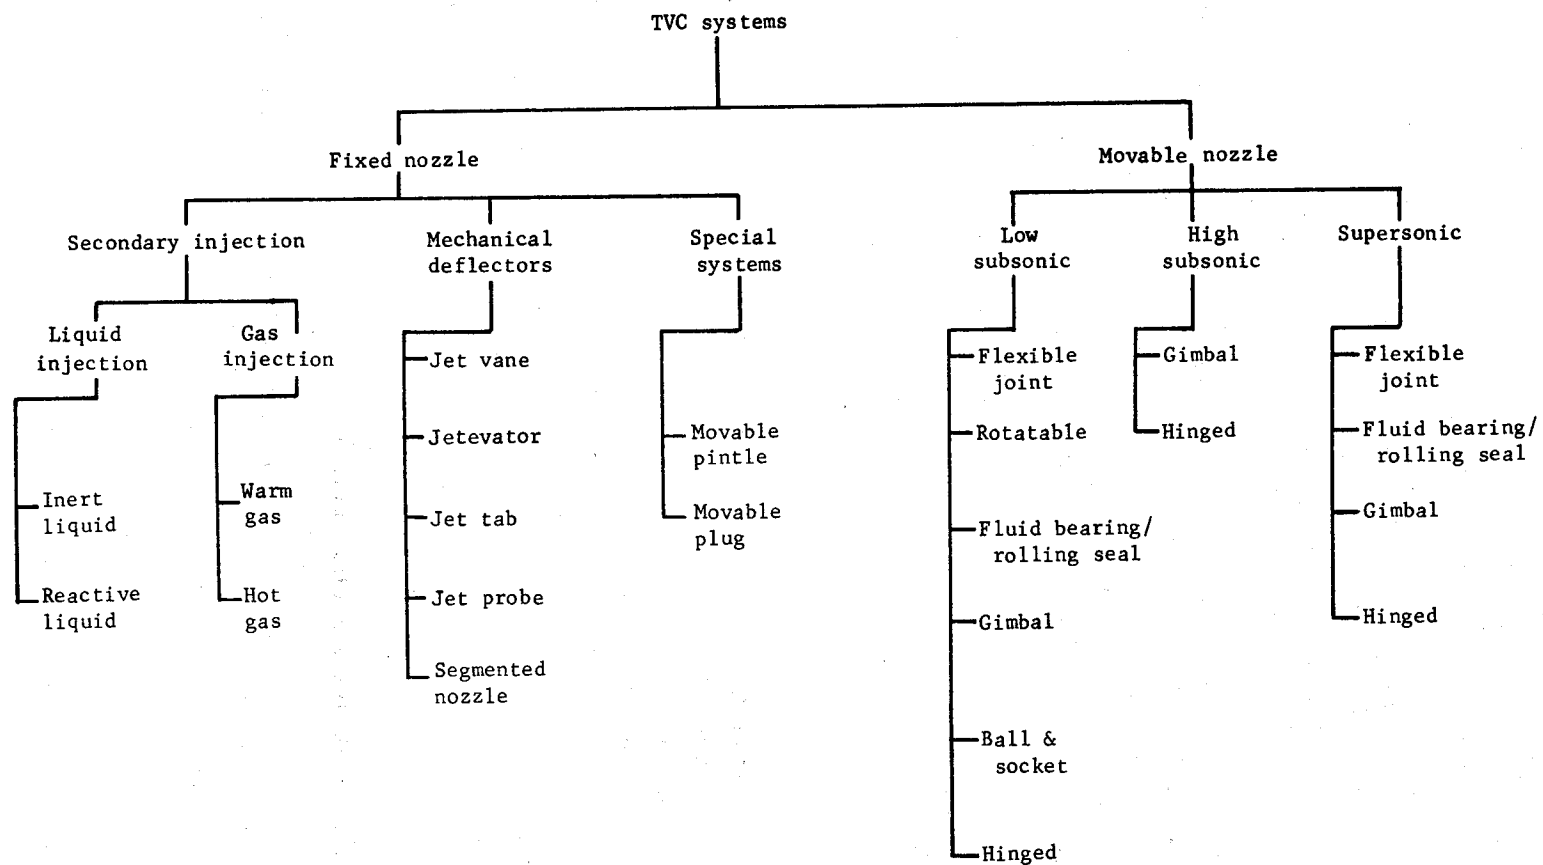 TVC systems
Fixed nozzle
Movable nozzle
Secondary injection
Mechanical
deflectors
Special
systems
Low
subsonic
High
subsonic
Supersonic
Liquid
injection
Gas
injection
Inert
liquid
Reactive
liquid
Warm
gas
Hot
gas
Jet vane
Jetevator
Jet tab
Jet probe
Segmented
nozzle
Movable
pintle
Movable
plug
Flexible
joint
Rotatable
Fluid bearing/
rolling seal
Gimbal
Ball &
socket
Hinged
Gimbal
Hinged
Flexible
joint
Fluid bearing/
rolling seal
Gimbal
Hinged